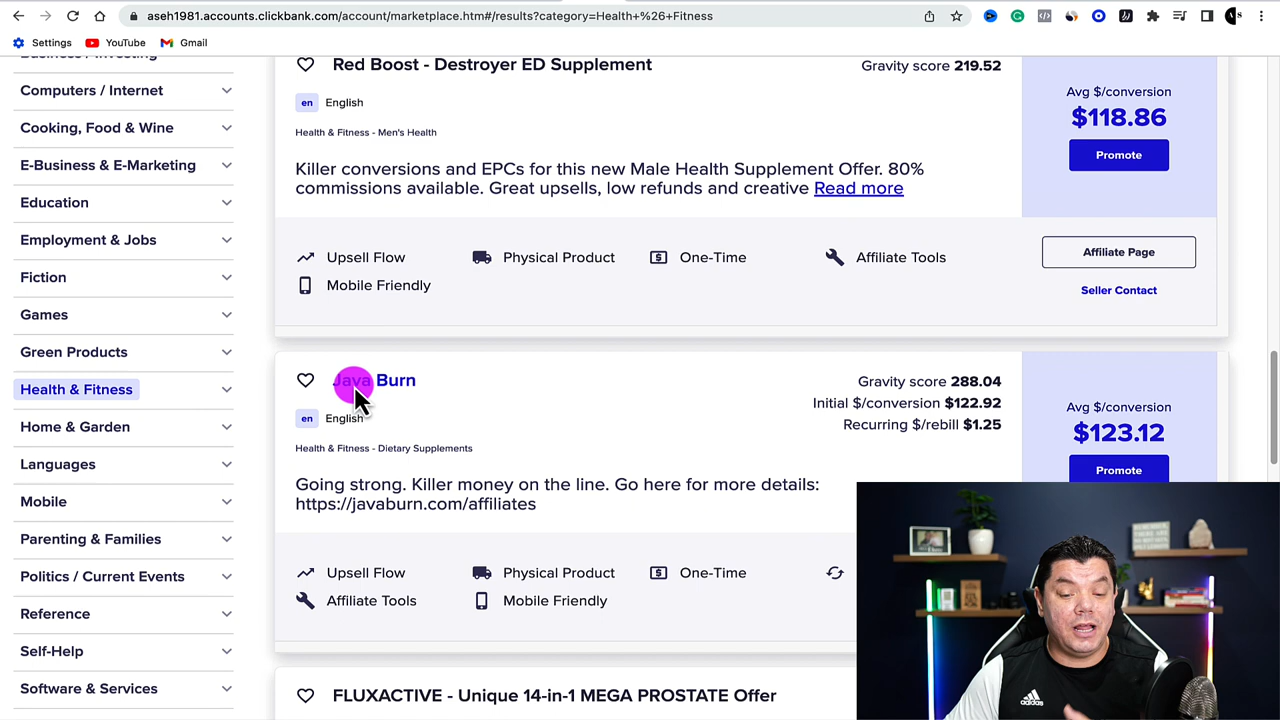 aseh1981.accounts.clickbank.com/account/marketplace.htm#/results?category=Health+%26+Fitness
Settings
YouTube
Gmail
Business / Investing
Computers / Internet
Cooking, Food & Wine
E-Business & E-Marketing
Education
Employment & Jobs
Fiction
Games
Green Products
Health & Fitness
Home & Garden
Languages
Mobile
Parenting & Families
Politics / Current Events
Reference
Self-Help
Software & Services
Red Boost - Destroyer ED Supplement
Gravity score 219.52
en English
Health & Fitness - Men's Health
Killer conversions and EPCs for this new Male Health Supplement Offer. 80%
commissions available. Great upsells, low refunds and creative Read more
Avg $/conversion
$118.86
Promote
Upsell Flow
Physical Product
One-Time
Affiliate Tools
Mobile Friendly
Affiliate Page
Seller Contact
Java Burn
Gravity score 288.04
Initial $/conversion $122.92
Recurring $/rebill $1.25
en English
Health & Fitness - Dietary Supplements
Going strong. Killer money on the line. Go here for more details:
https://javaburn.com/affiliates
Avg $/conversion
$123.12
Promote
Upsell Flow
Physical Product
One-Time
Affiliate Tools
Mobile Friendly
FLUXACTIVE - Unique 14-in-1 MEGA PROSTATE Offer
adidas